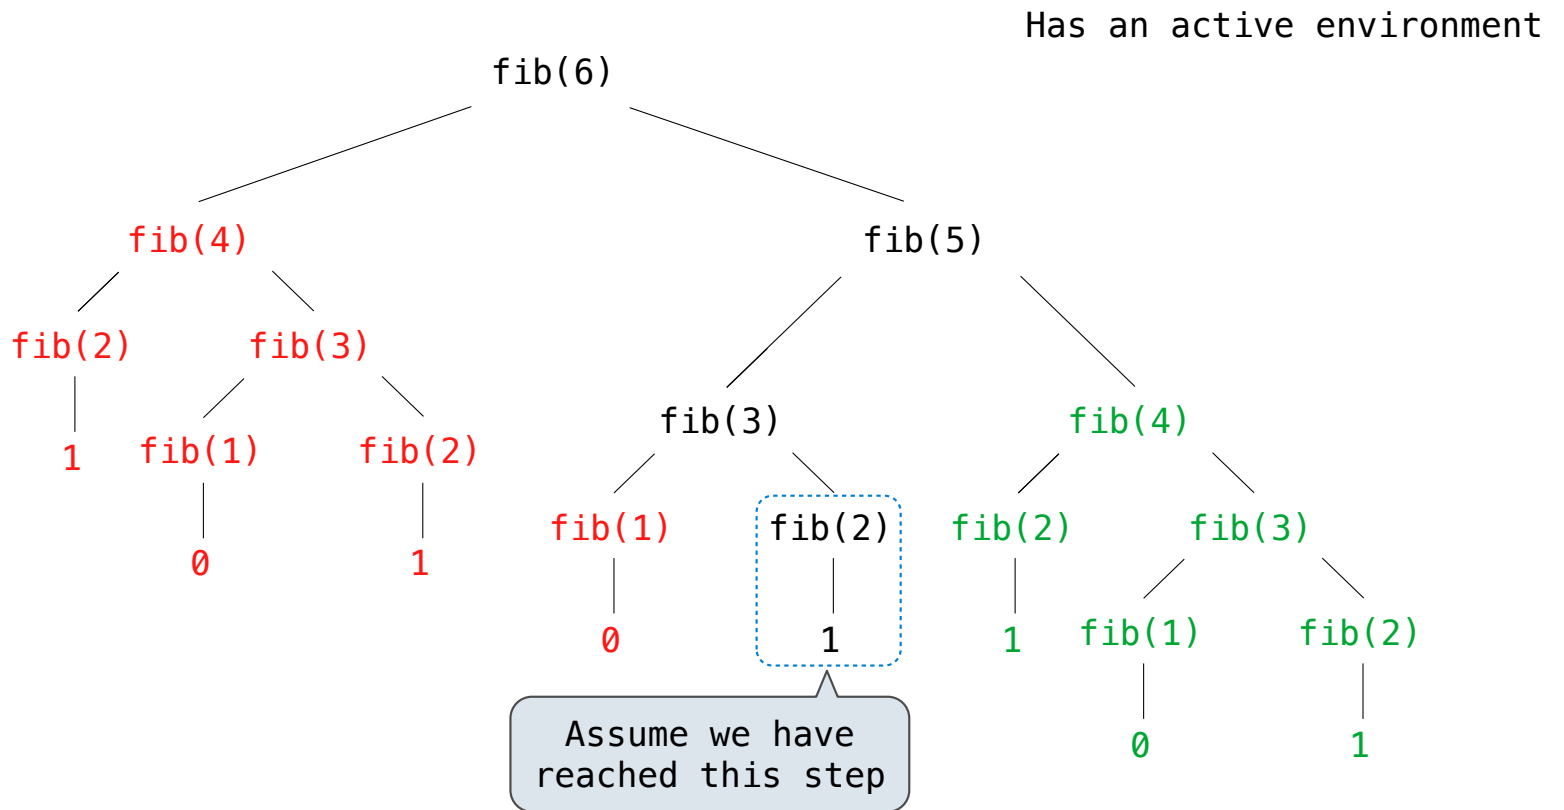 Has an active environment
fib(6)
fib(4) fib(5)
fib(2) fib(3)
fib(3) fib(4)
1 fib(1) fib(2)
fib(1) fib(2) fib(2) fib(3)
0 1
0 1 1 fib(1) fib(2)
Assume we have
reached this step
0 1